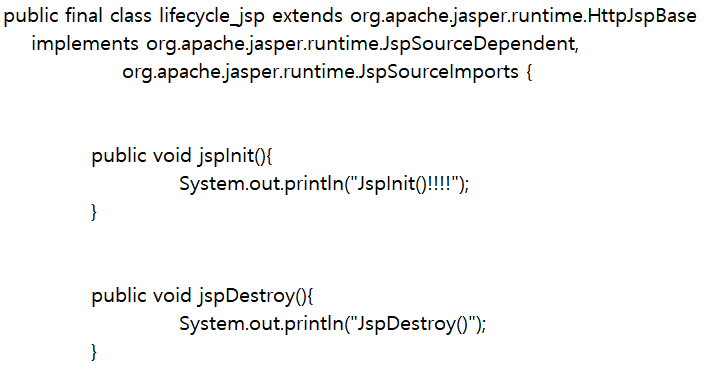 public final class lifecycle_jsp extends org.apache.jasper.runtime.HttpJspBase
implements org.apache.jasper.runtime.JspSourceDependent,
org.apache.jasper.runtime.JspSourceImports {
public void jspInit(){
System.out.println("JspInit()!!!!");
}
public void jspDestroy(){
System.out.println("JspDestroy()");
}